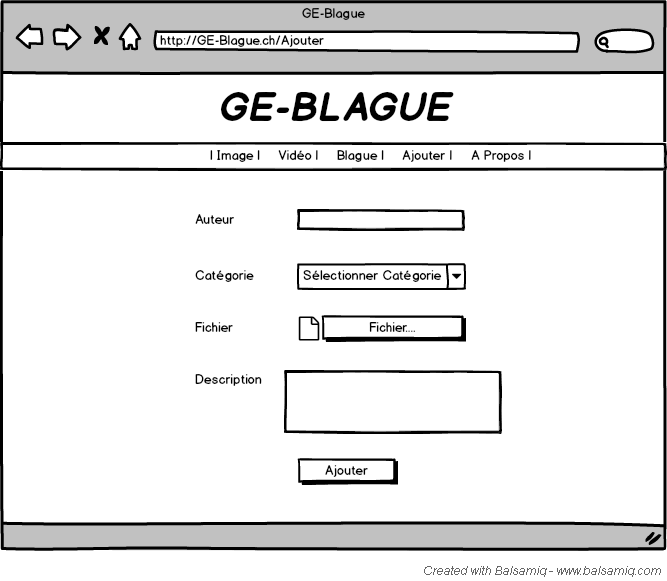 GE-Blague
http://GE-Blague.ch/Ajouter
GE-BLAGUE
| Image | Vidéo | Blague | Ajouter | A Propos |
Auteur
Catégorie Sélectionner Catégorie
Fichier Fichier....
Description
Ajouter
Created with Balsamiq - www.balsamiq.com